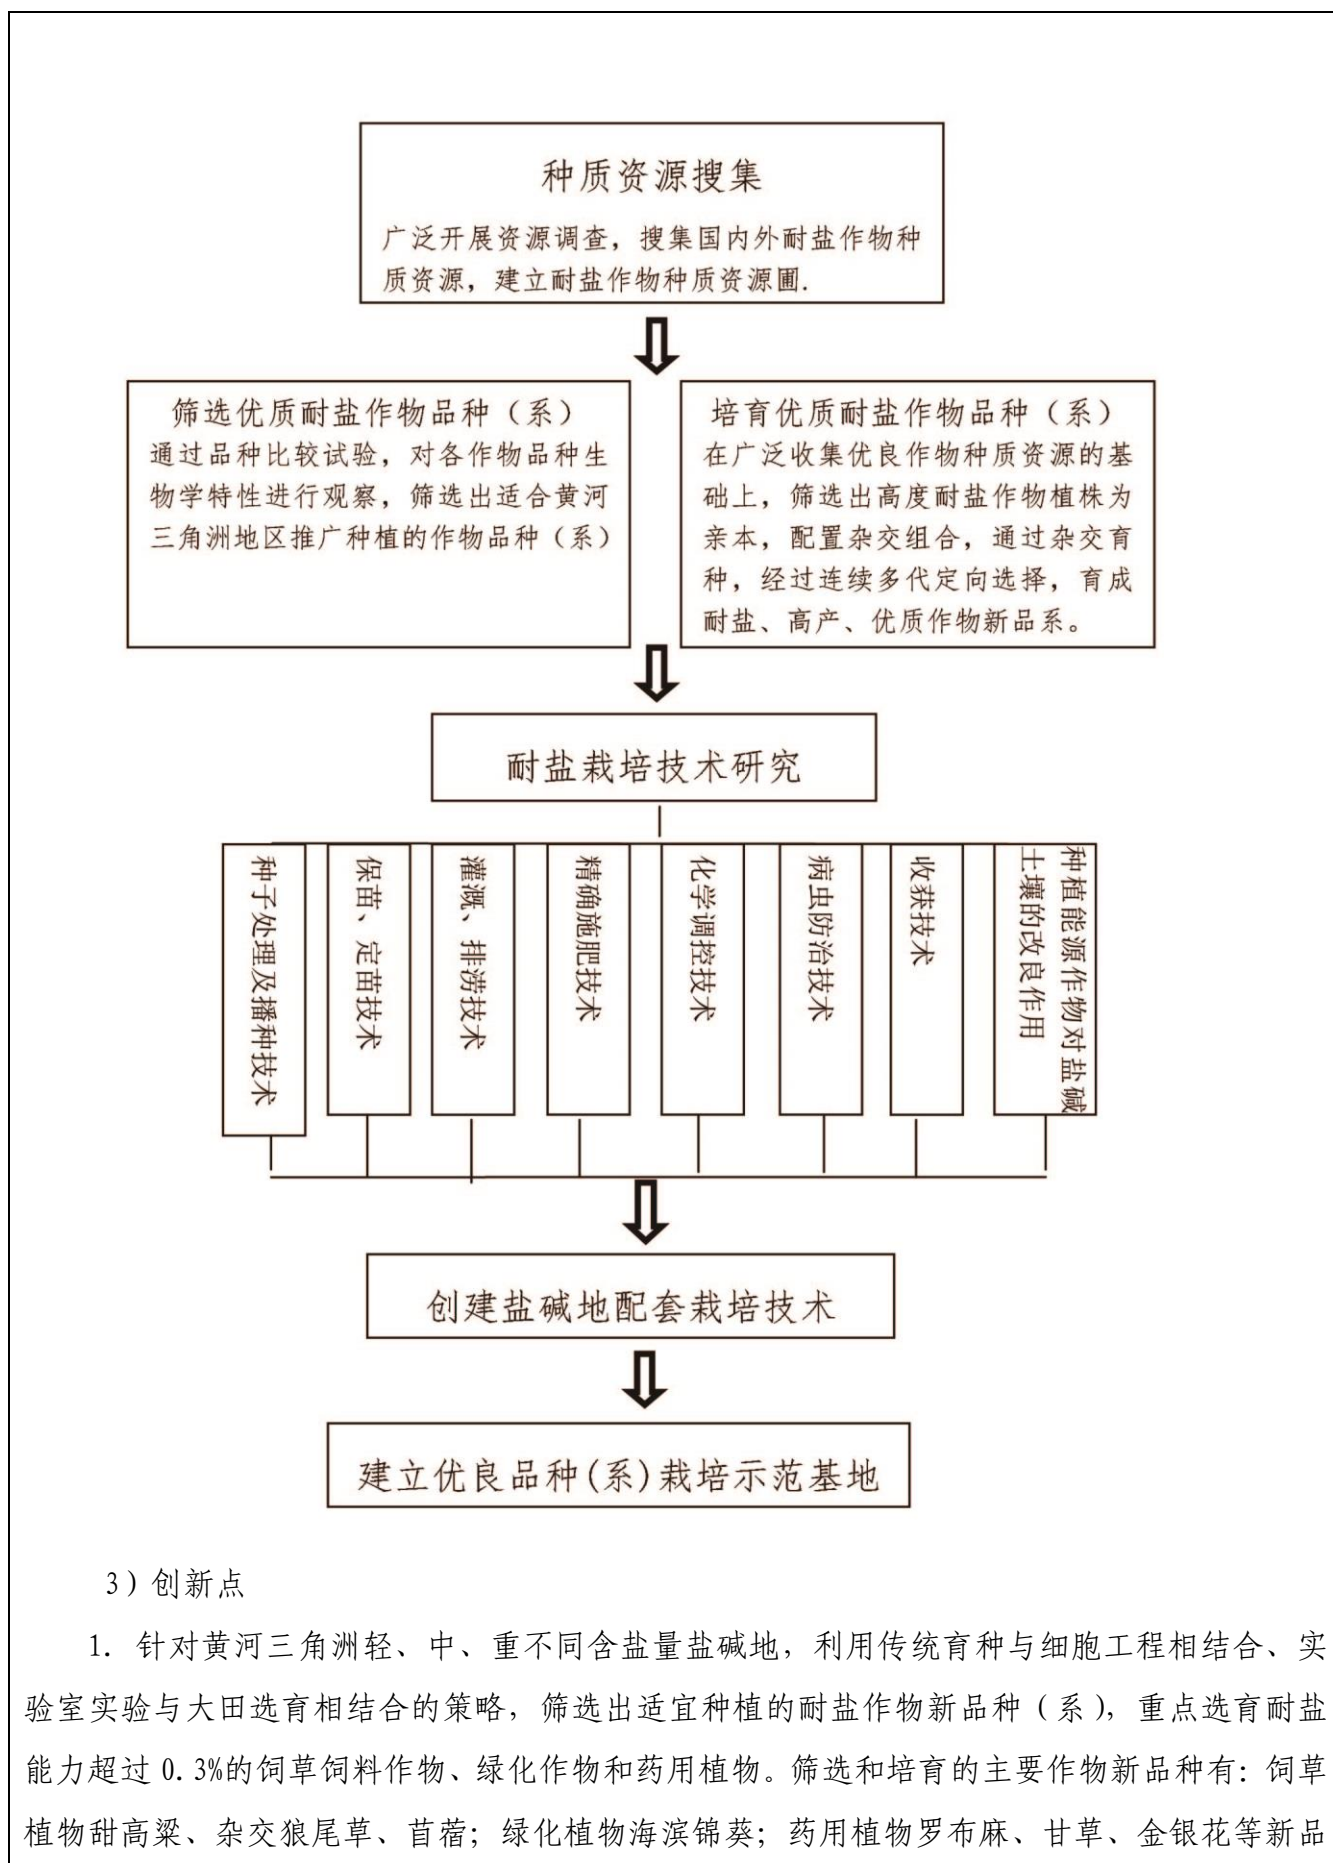 种质资源搜集
广泛开展资源调查，搜集国内外耐盐作物种
质资源，建立耐盐作物种质资源圃.
筛选优质耐盐作物品种（系）
通过品种比较试验，对各作物品种生
物学特性进行观察，筛选出适合黄河
三角洲地区推广种植的作物品种（系）
培育优质耐盐作物品种（系）
在广泛收集优良作物种质资源的基
础上，筛选出高度耐盐作物植株为
亲本，配置杂交组合，通过杂交育
种，经过连续多代定向选择，育成
耐盐、高产、优质作物新品系。
耐盐栽培技术研究
种子处理及播种技术
保苗、定苗技术
灌溉、排涝技术
精确施肥技术
化学调控技术
病虫防治技术
收获技术
种植能源作物对盐碱
土壤的改良作用
创建盐碱地配套栽培技术
建立优良品种(系)栽培示范基地
3）创新点
1. 针对黄河三角洲轻、中、重不同含盐量盐碱地，利用传统育种与细胞工程相结合、实
验室实验与大田选育相结合的策略，筛选出适宜种植的耐盐作物新品种（系），重点选育耐盐
能力超过 0.3%的饲草饲料作物、绿化作物和药用植物。筛选和培育的主要作物新品种有：饲草
植物甜高粱、杂交狼尾草、苜蓿；绿化植物海滨锦葵；药用植物罗布麻、甘草、金银花等新品